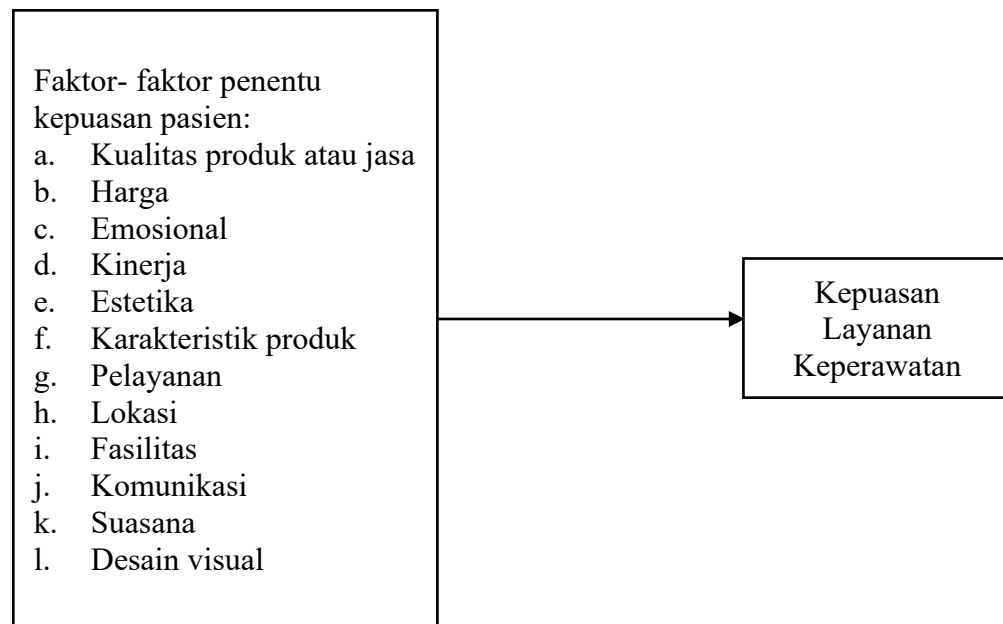 Faktor- faktor penentu
kepuasan pasien:
a. Kualitas produk atau jasa
b. Harga
c. Emosional
d. Kinerja
e. Estetika
f. Karakteristik produk
g. Pelayanan
h. Lokasi
i. Fasilitas
j. Komunikasi
k. Suasana
l. Desain visual
Kepuasan
Layanan
Keperawatan